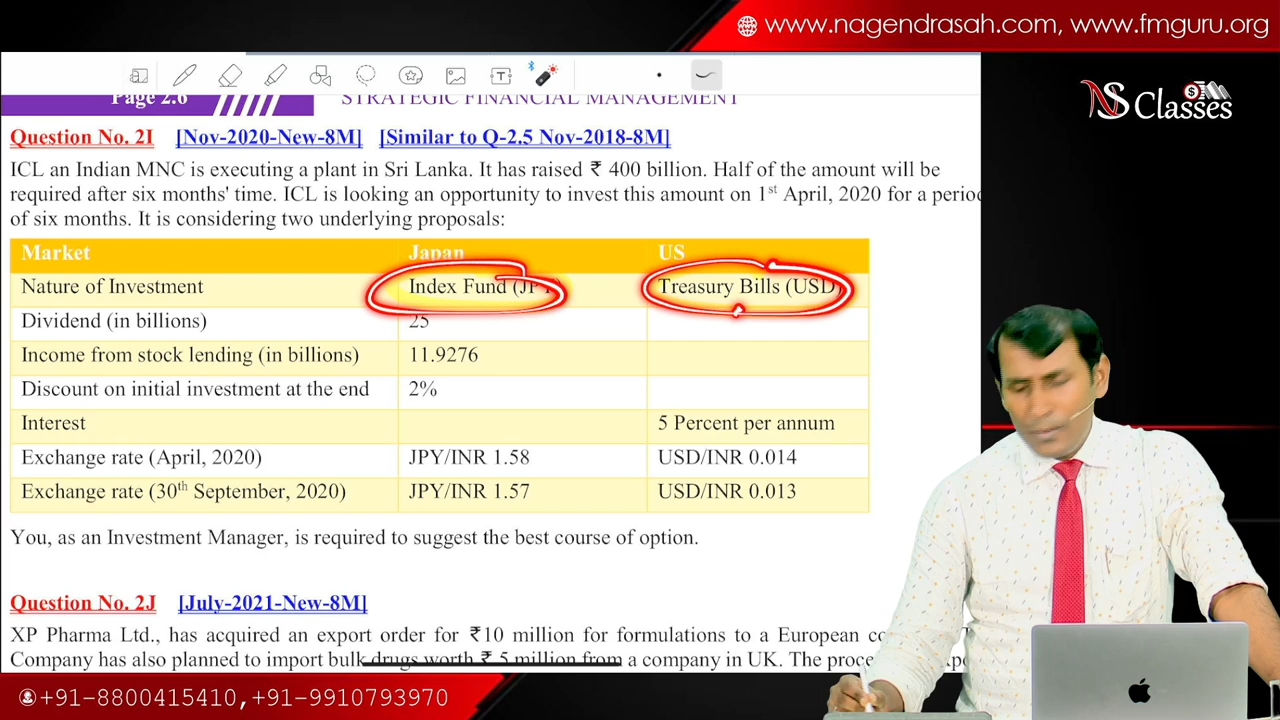 www.nagendrasah.com, www.fmguru.org
Page 2.6 STRATEGIC FINANCIAL MANAGEMENT
NS Classes
Question No. 2I [Nov-2020-New-8M] [Similar to Q-2.5 Nov-2018-8M]
ICL an Indian MNC is executing a plant in Sri Lanka. It has raised ₹ 400 billion. Half of the amount will be
required after six months' time. ICL is looking an opportunity to invest this amount on 1st April, 2020 for a
of six months. It is considering two underlying proposals:
Market Japan US
Nature of Investment Index Fund Treasury Bills (USD)
Dividend (in billions) 25
Income from stock lending (in billions) 11.9276
Discount on initial investment at the end 2%
Interest 5 Percent per annum
Exchange rate (April, 2020) JPY/INR 1.58 USD/INR 0.014
Exchange rate (30th September, 2020) JPY/INR 1.57 USD/INR 0.013
You, as an Investment Manager, is required to suggest the best course of option.
Question No. 2J [July-2021-New-8M]
XP Pharma Ltd., has acquired an export order for ₹10 million for formulations to a European
Company has also planned to import bulk drugs worth ₹ 5 million from a company in UK. The
+91-8800415410,+91-9910793970